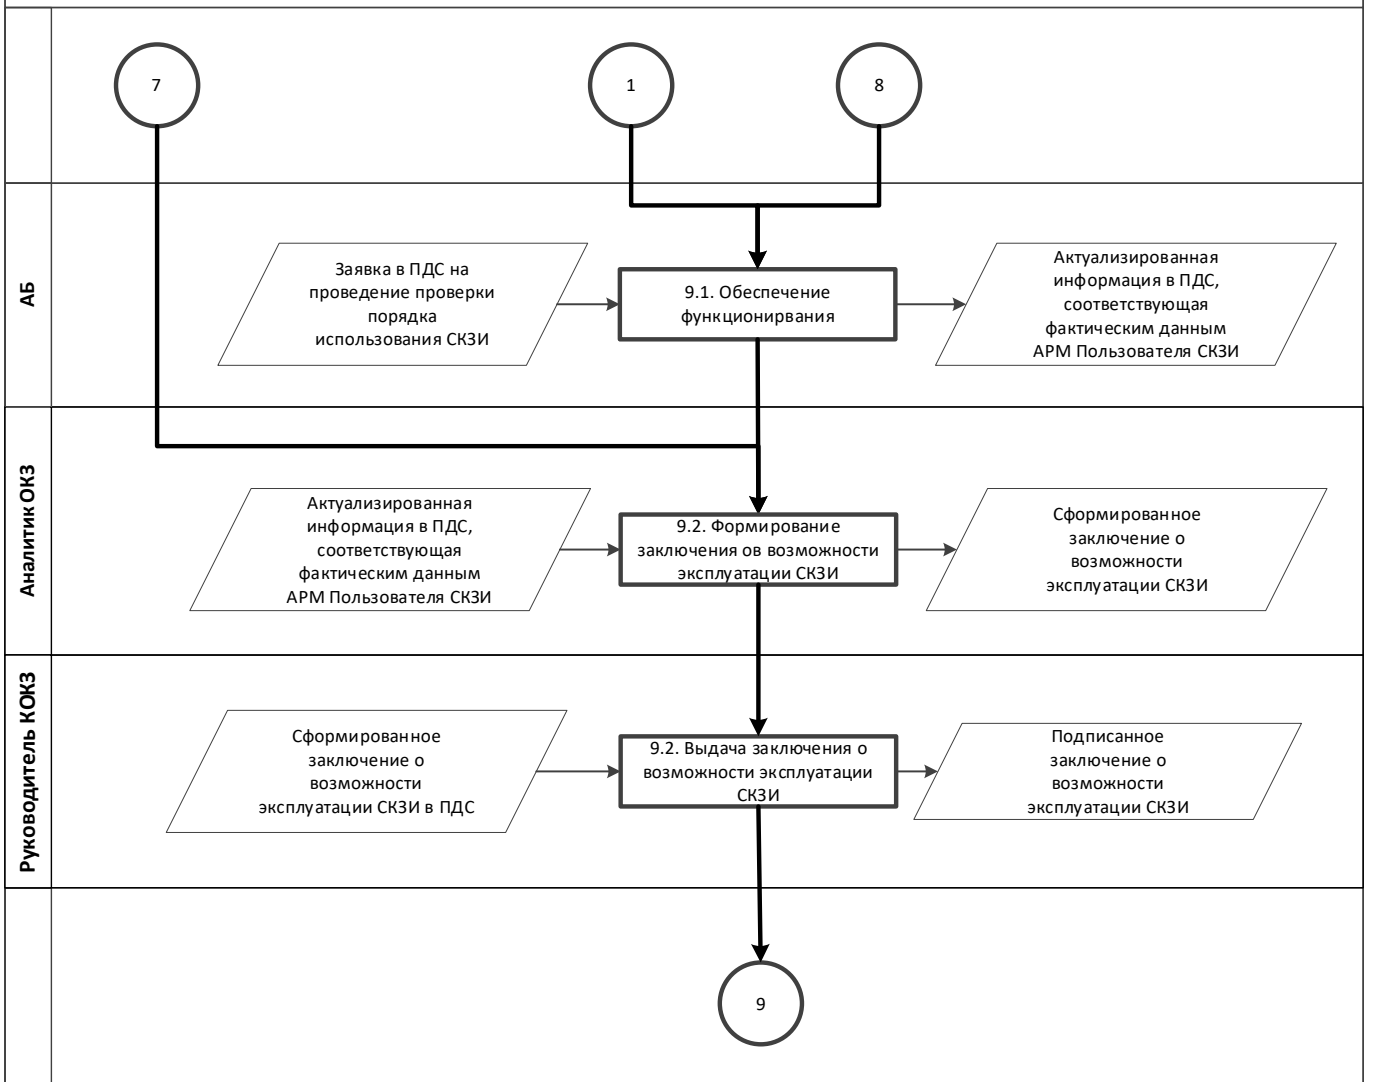 7
1
8
АБ
Заявка в ПДС на
проведение проверки
порядка
использования СКЗИ
9.1. Обеспечение
функционирвания
Актуализированная
информация в ПДС,
соответствующая
фактическим данным
АРМ Пользователя СКЗИ
Аналитик ОКЗ
Актуализированная
информация в ПДС,
соответствующая
фактическим данным
АРМ Пользователя СКЗИ
9.2. Формирование
заключения ов возможности
эксплуатации СКЗИ
Сформированное
заключение о
возможности
эксплуатации СКЗИ
Руководитель КОКЗ
Сформированное
заключение о
возможности
эксплуатации СКЗИ в ПДС
9.2. Выдача заключения о
возможности эксплуатации
СКЗИ
Подписанное
заключение о
возможности
эксплуатации СКЗИ
9